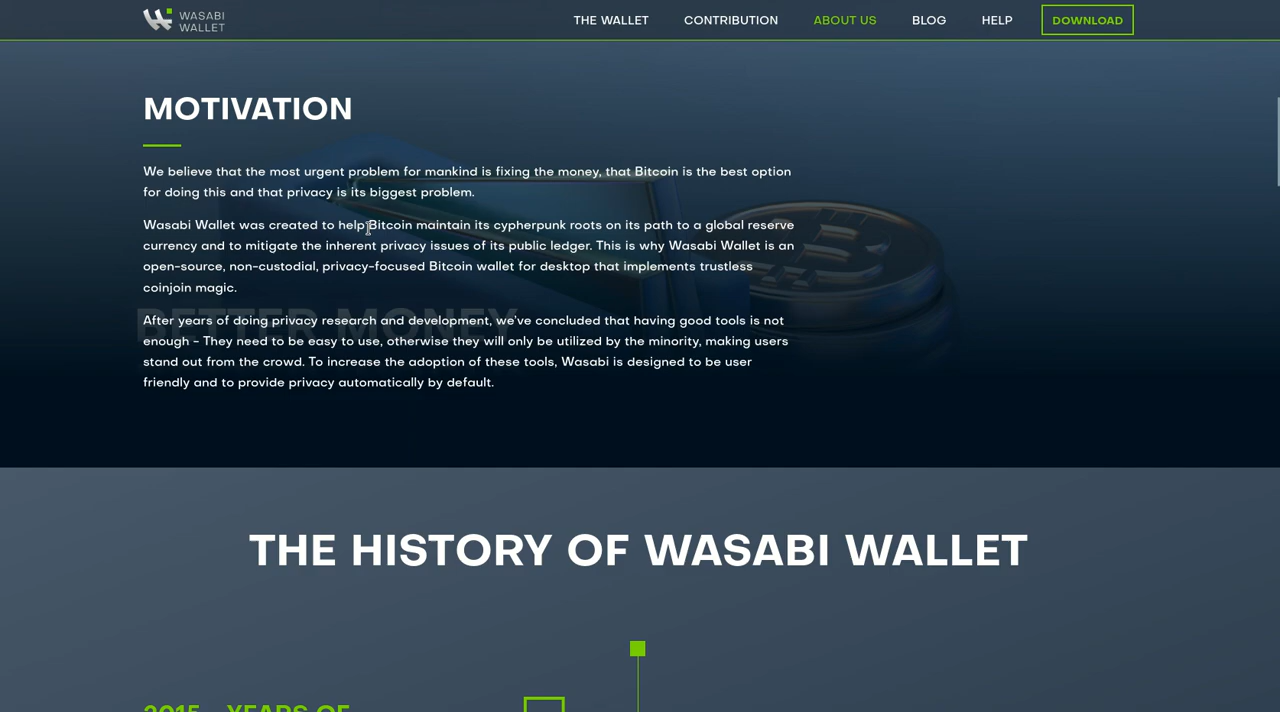 WASABI
WALLET
THE WALLET
CONTRIBUTION
ABOUT US
BLOG
HELP
DOWNLOAD
MOTIVATION
We believe that the most urgent problem for mankind is fixing the money, that Bitcoin is the best option
for doing this and that privacy is its biggest problem.
Wasabi Wallet was created to help Bitcoin maintain its cypherpunk roots on its path to a global reserve
currency and to mitigate the inherent privacy issues of its public ledger. This is why Wasabi Wallet is an
open-source, non-custodial, privacy-focused Bitcoin wallet for desktop that implements trustless
coinjoin magic.
BETTER MONEY
After years of doing privacy research and development, we've concluded that having good tools is not
enough - They need to be easy to use, otherwise they will only be utilized by the minority, making users
stand out from the crowd. To increase the adoption of these tools, Wasabi is designed to be user
friendly and to provide privacy automatically by default.
THE HISTORY OF WASABI WALLET
2015 - YEARS OF